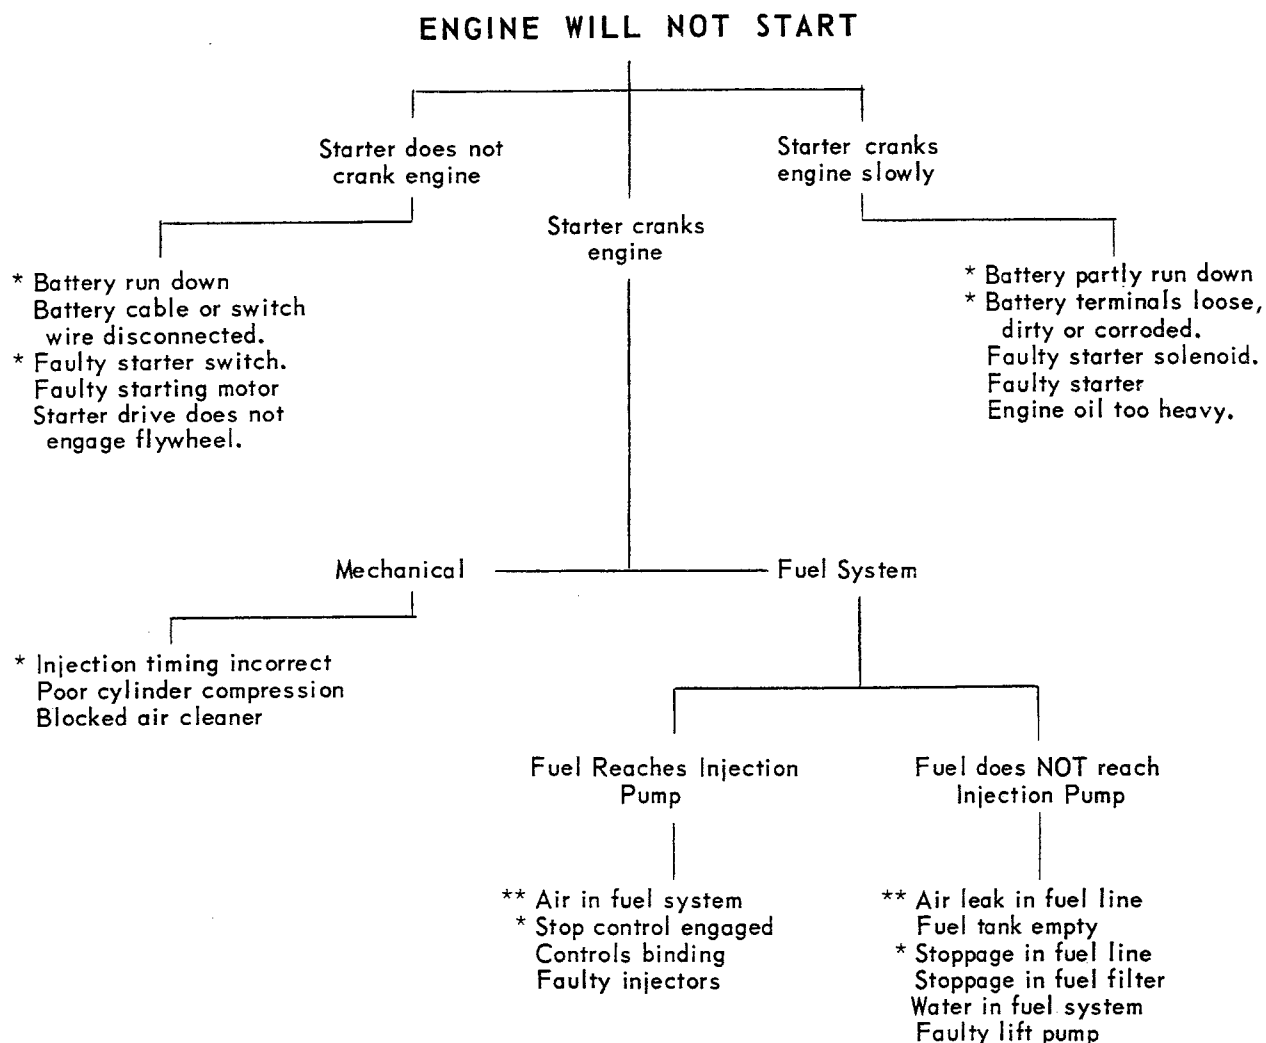 ENGINE WILL NOT START
Starter does not
crank engine
Starter cranks
engine
Starter cranks
engine slowly
* Battery run down
Battery cable or switch
wire disconnected.
* Faulty starter switch.
Faulty starting motor
Starter drive does not
engage flywheel.
* Battery partly run down
* Battery terminals loose,
dirty or corroded.
Faulty starter solenoid.
Faulty starter
Engine oil too heavy.
Mechanical
Fuel System
* Injection timing incorrect
Poor cylinder compression
Blocked air cleaner
Fuel Reaches Injection
Pump
Fuel does NOT reach
Injection Pump
** Air in fuel system
* Stop control engaged
Controls binding
Faulty injectors
** Air leak in fuel line
Fuel tank empty
* Stoppage in fuel line
Stoppage in fuel filter
Water in fuel system
Faulty lift pump